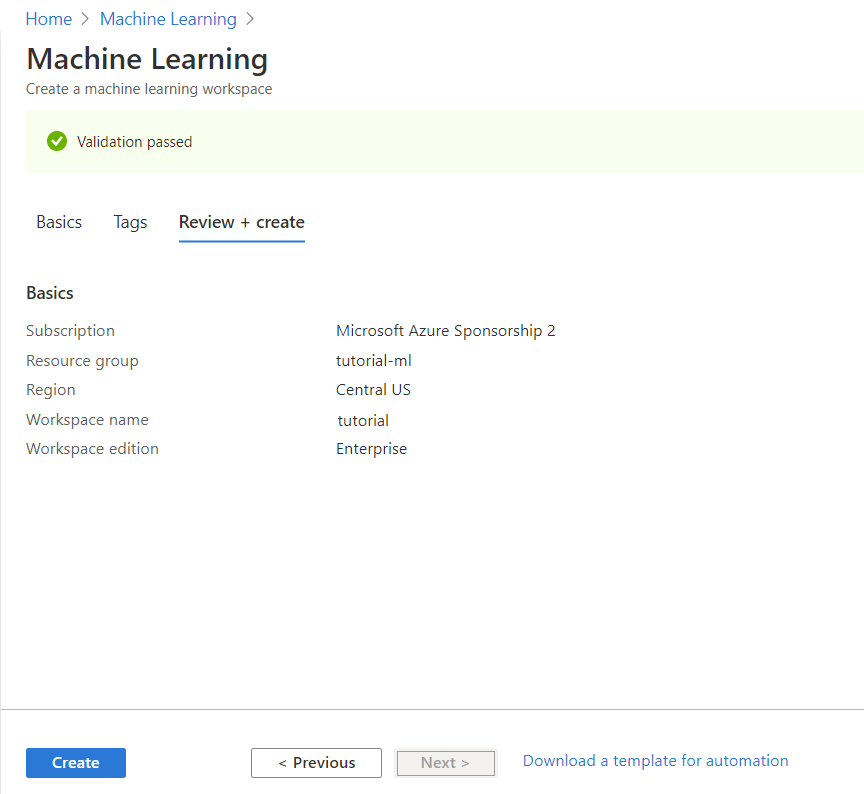 Home > Machine Learning >
Machine Learning
Create a machine learning workspace
Validation passed
Basics Tags Review + create
Basics
Subscription Microsoft Azure Sponsorship 2
Resource group tutorial-ml
Region Central US
Workspace name tutorial
Workspace edition Enterprise
Create < Previous Next > Download a template for automation